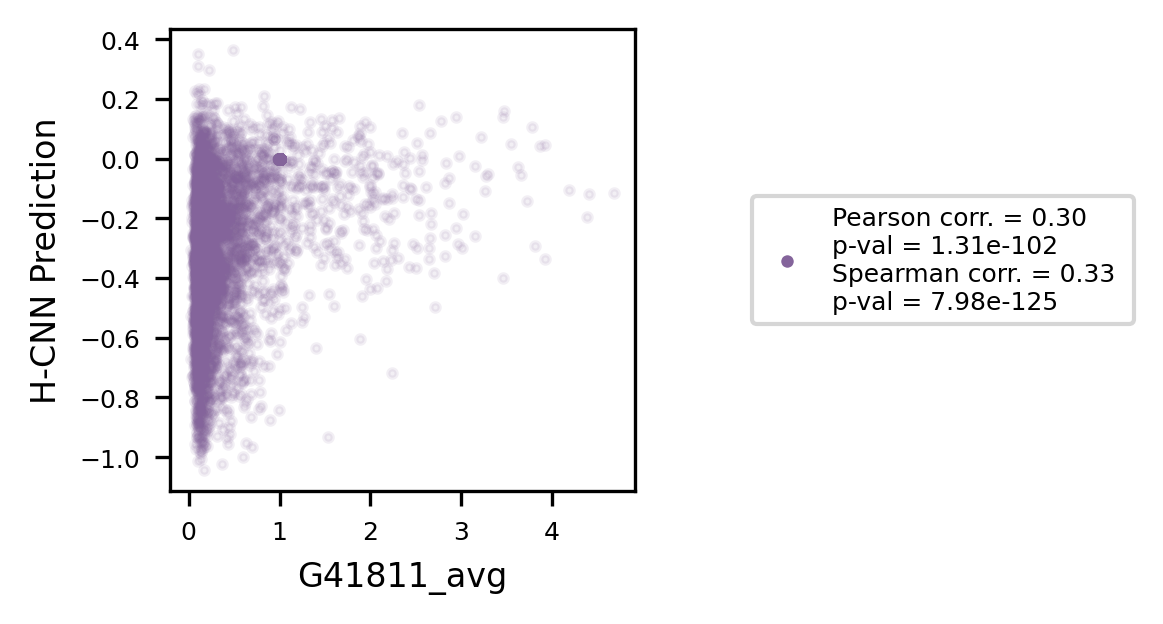 0.4
0.2
0.0
−0.2
−0.4
−0.6
−0.8
−1.0
H-CNN Prediction
0
1
2
3
4
G41811_avg
Pearson corr. = 0.30
p-val = 1.31e-102
Spearman corr. = 0.33
p-val = 7.98e-125